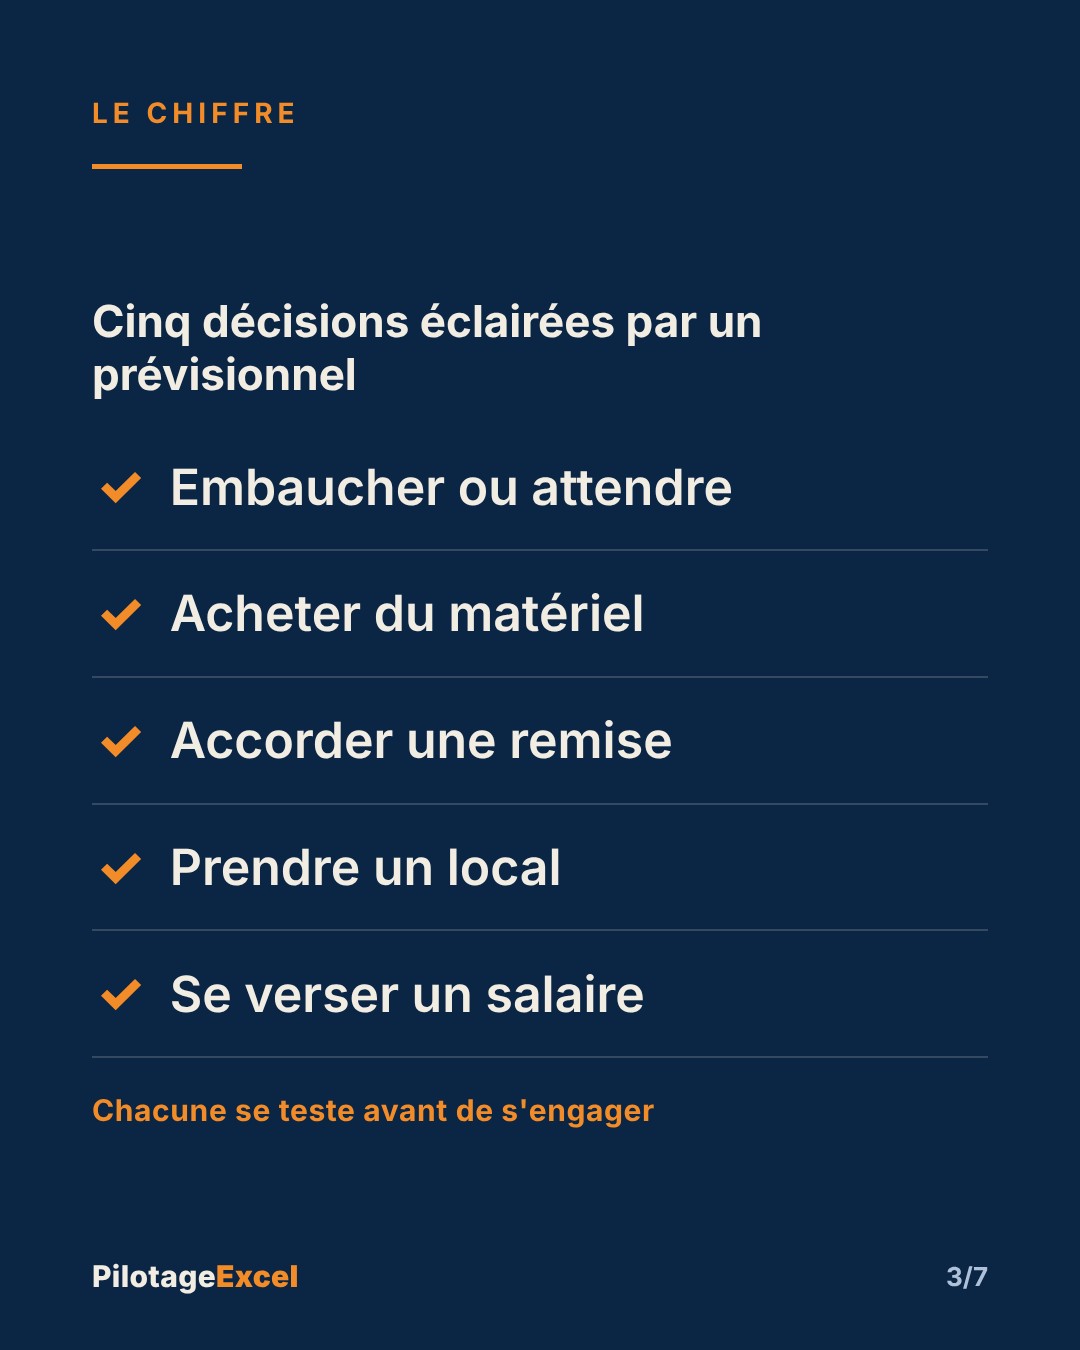 LE CHIFFRE
Cinq décisions éclairées par un
prévisionnel
Embaucher ou attendre
Acheter du matériel
Accorder une remise
Prendre un local
Se verser un salaire
Chacune se teste avant de s'engager
PilotageExcel
3/7